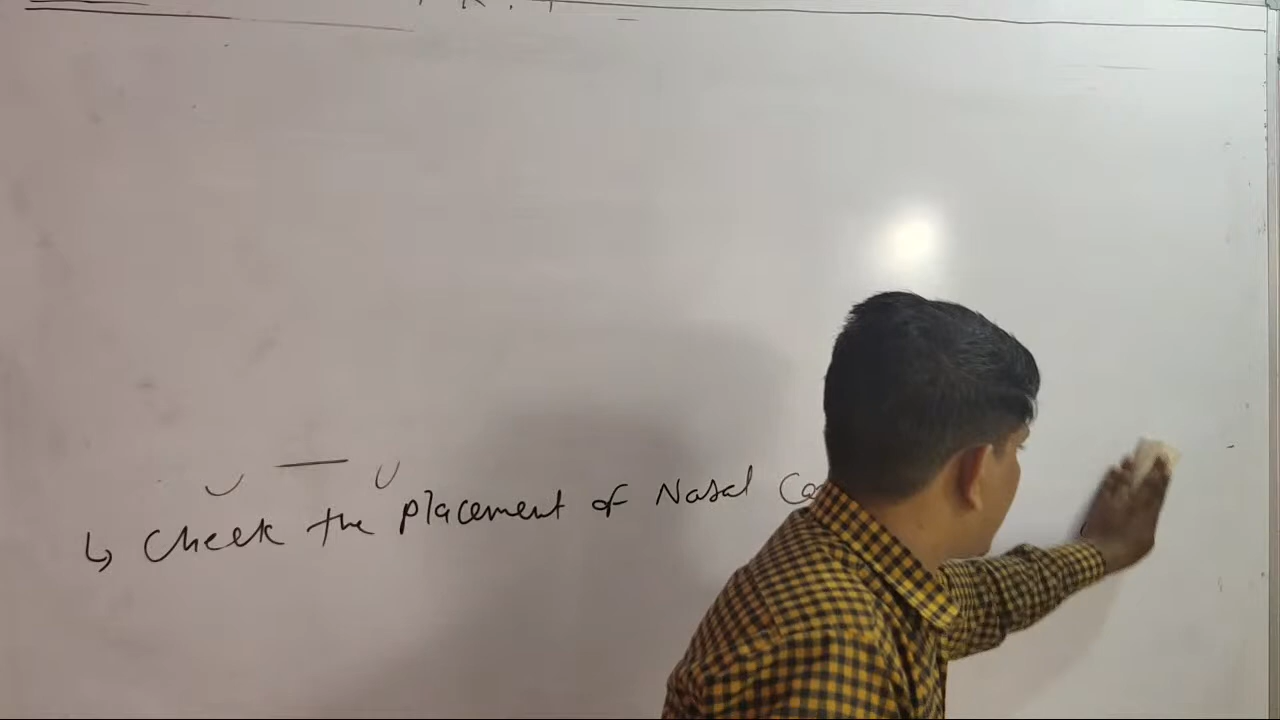 ↳ Check the placement of Nasal